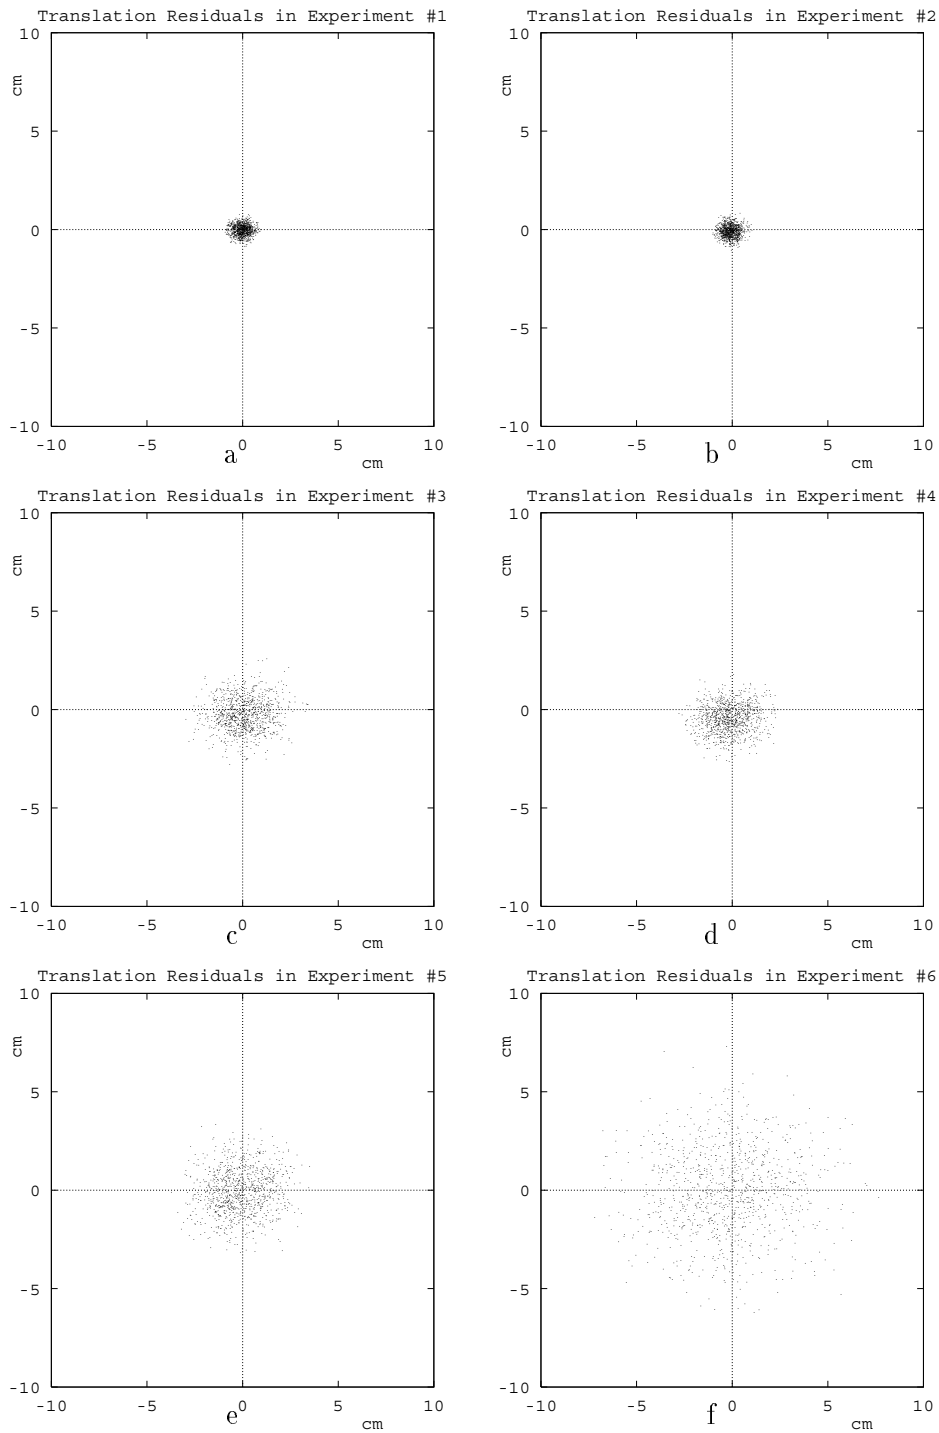 Translation Residuals in Experiment #1
10
cm
5
0
-5
-10
-10 -5 0 5 10
cm
a
Translation Residuals in Experiment #2
10
cm
5
0
-5
-10
-10 -5 0 5 10
cm
b
Translation Residuals in Experiment #3
10
cm
5
0
-5
-10
-10 -5 0 5 10
cm
c
Translation Residuals in Experiment #4
10
cm
5
0
-5
-10
-10 -5 0 5 10
cm
d
Translation Residuals in Experiment #5
10
cm
5
0
-5
-10
-10 -5 0 5 10
cm
e
Translation Residuals in Experiment #6
10
cm
5
0
-5
-10
-10 -5 0 5 10
cm
f